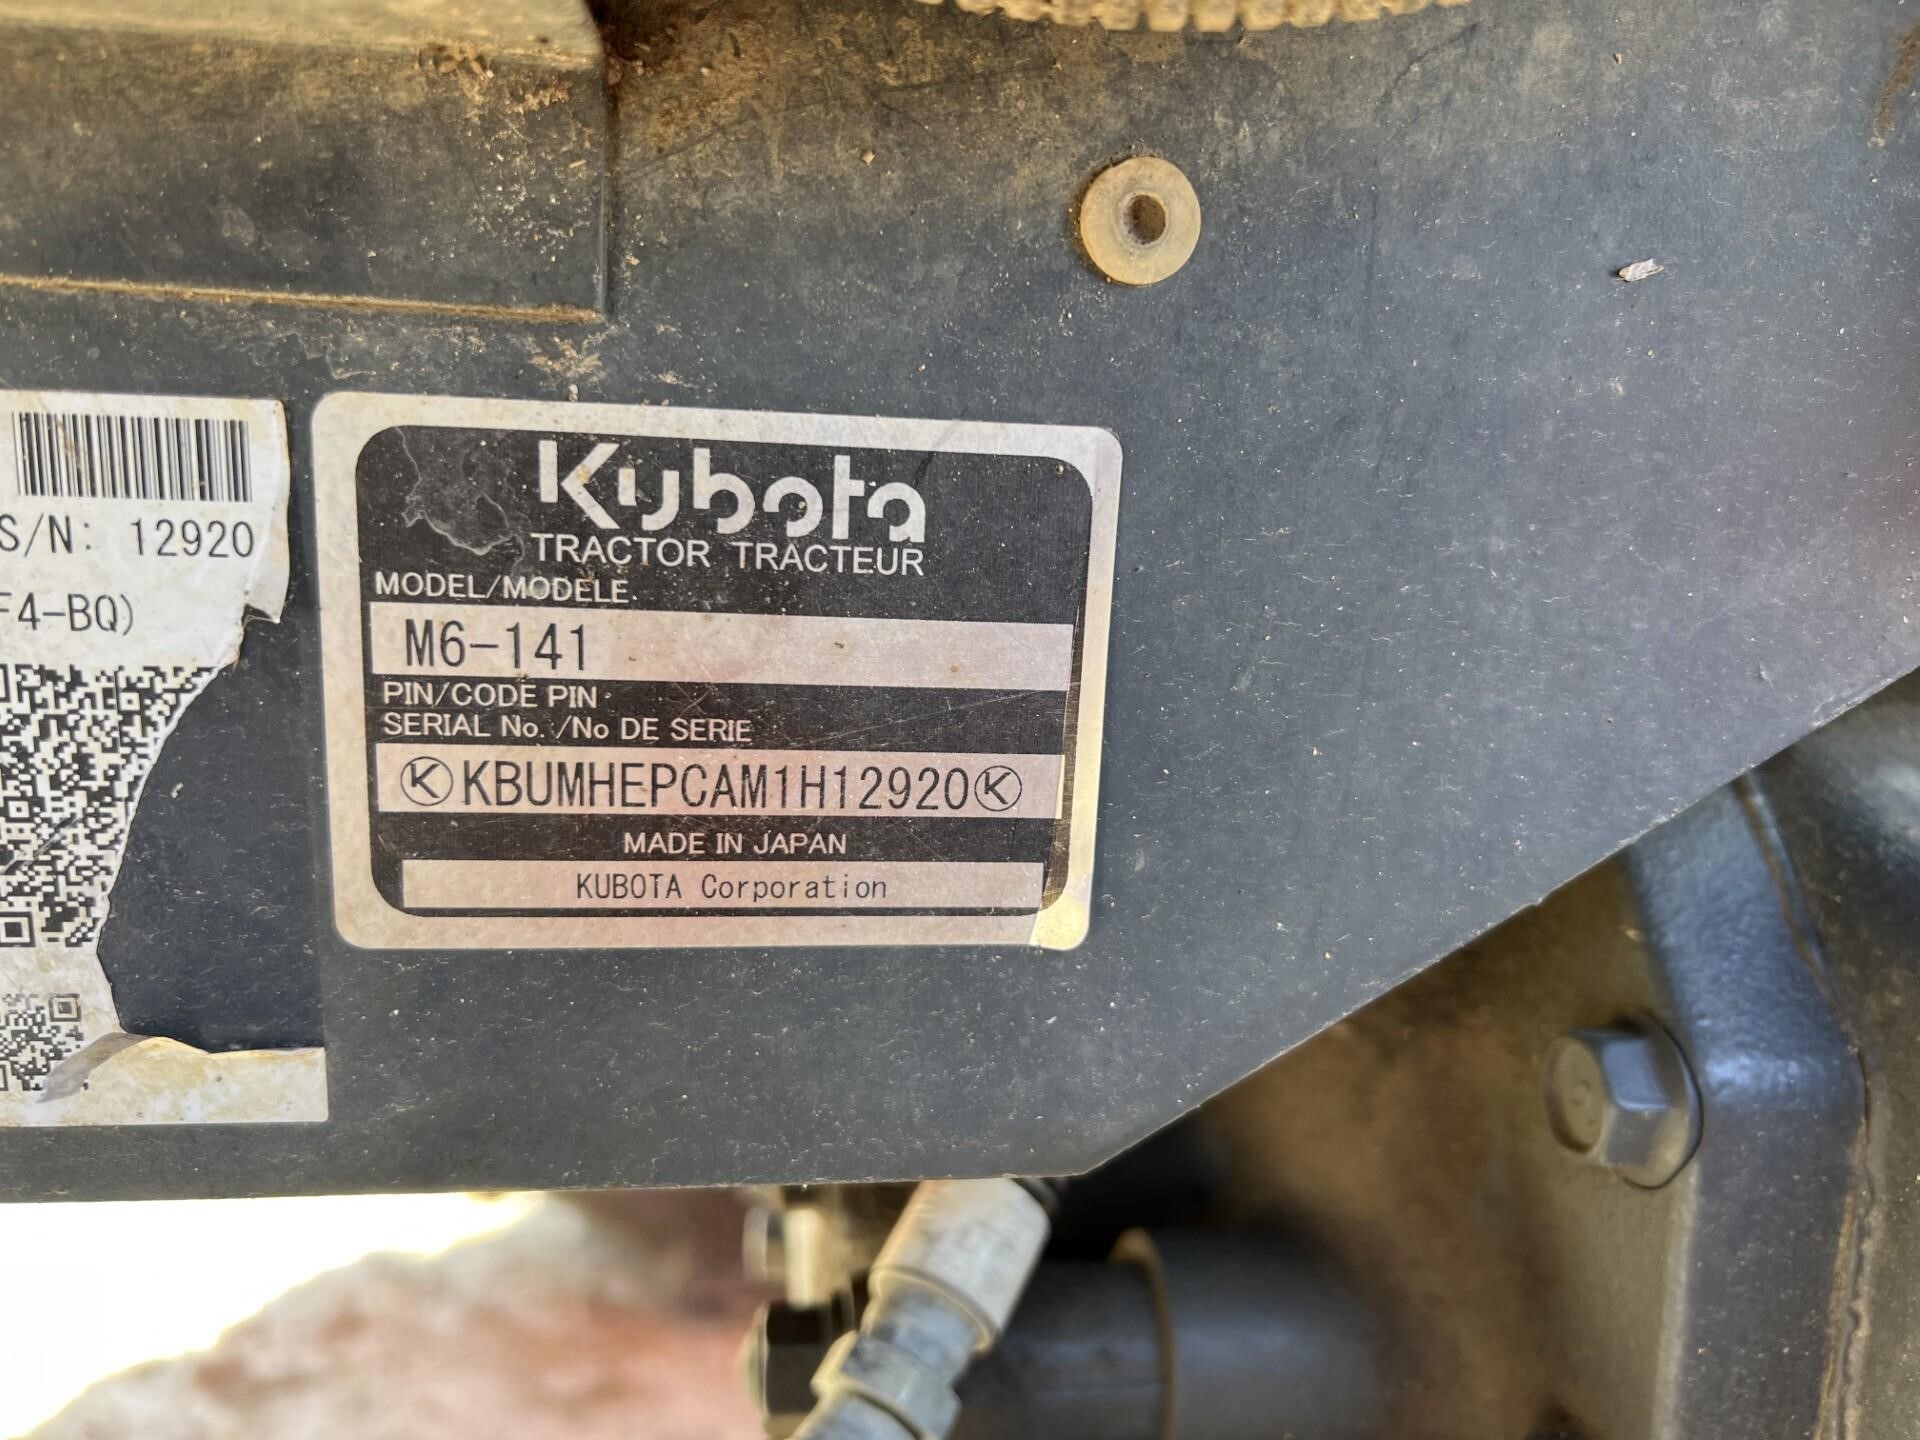 S/N: 12920
F4-BQ)
Kubota
TRACTOR TRACTEUR
MODEL/MODELE
M6-141
PIN/CODE PIN
SERIAL No. /No DE SERIE
KBUMHEPCAM1H12920
MADE IN JAPAN
KUBOTA Corporation